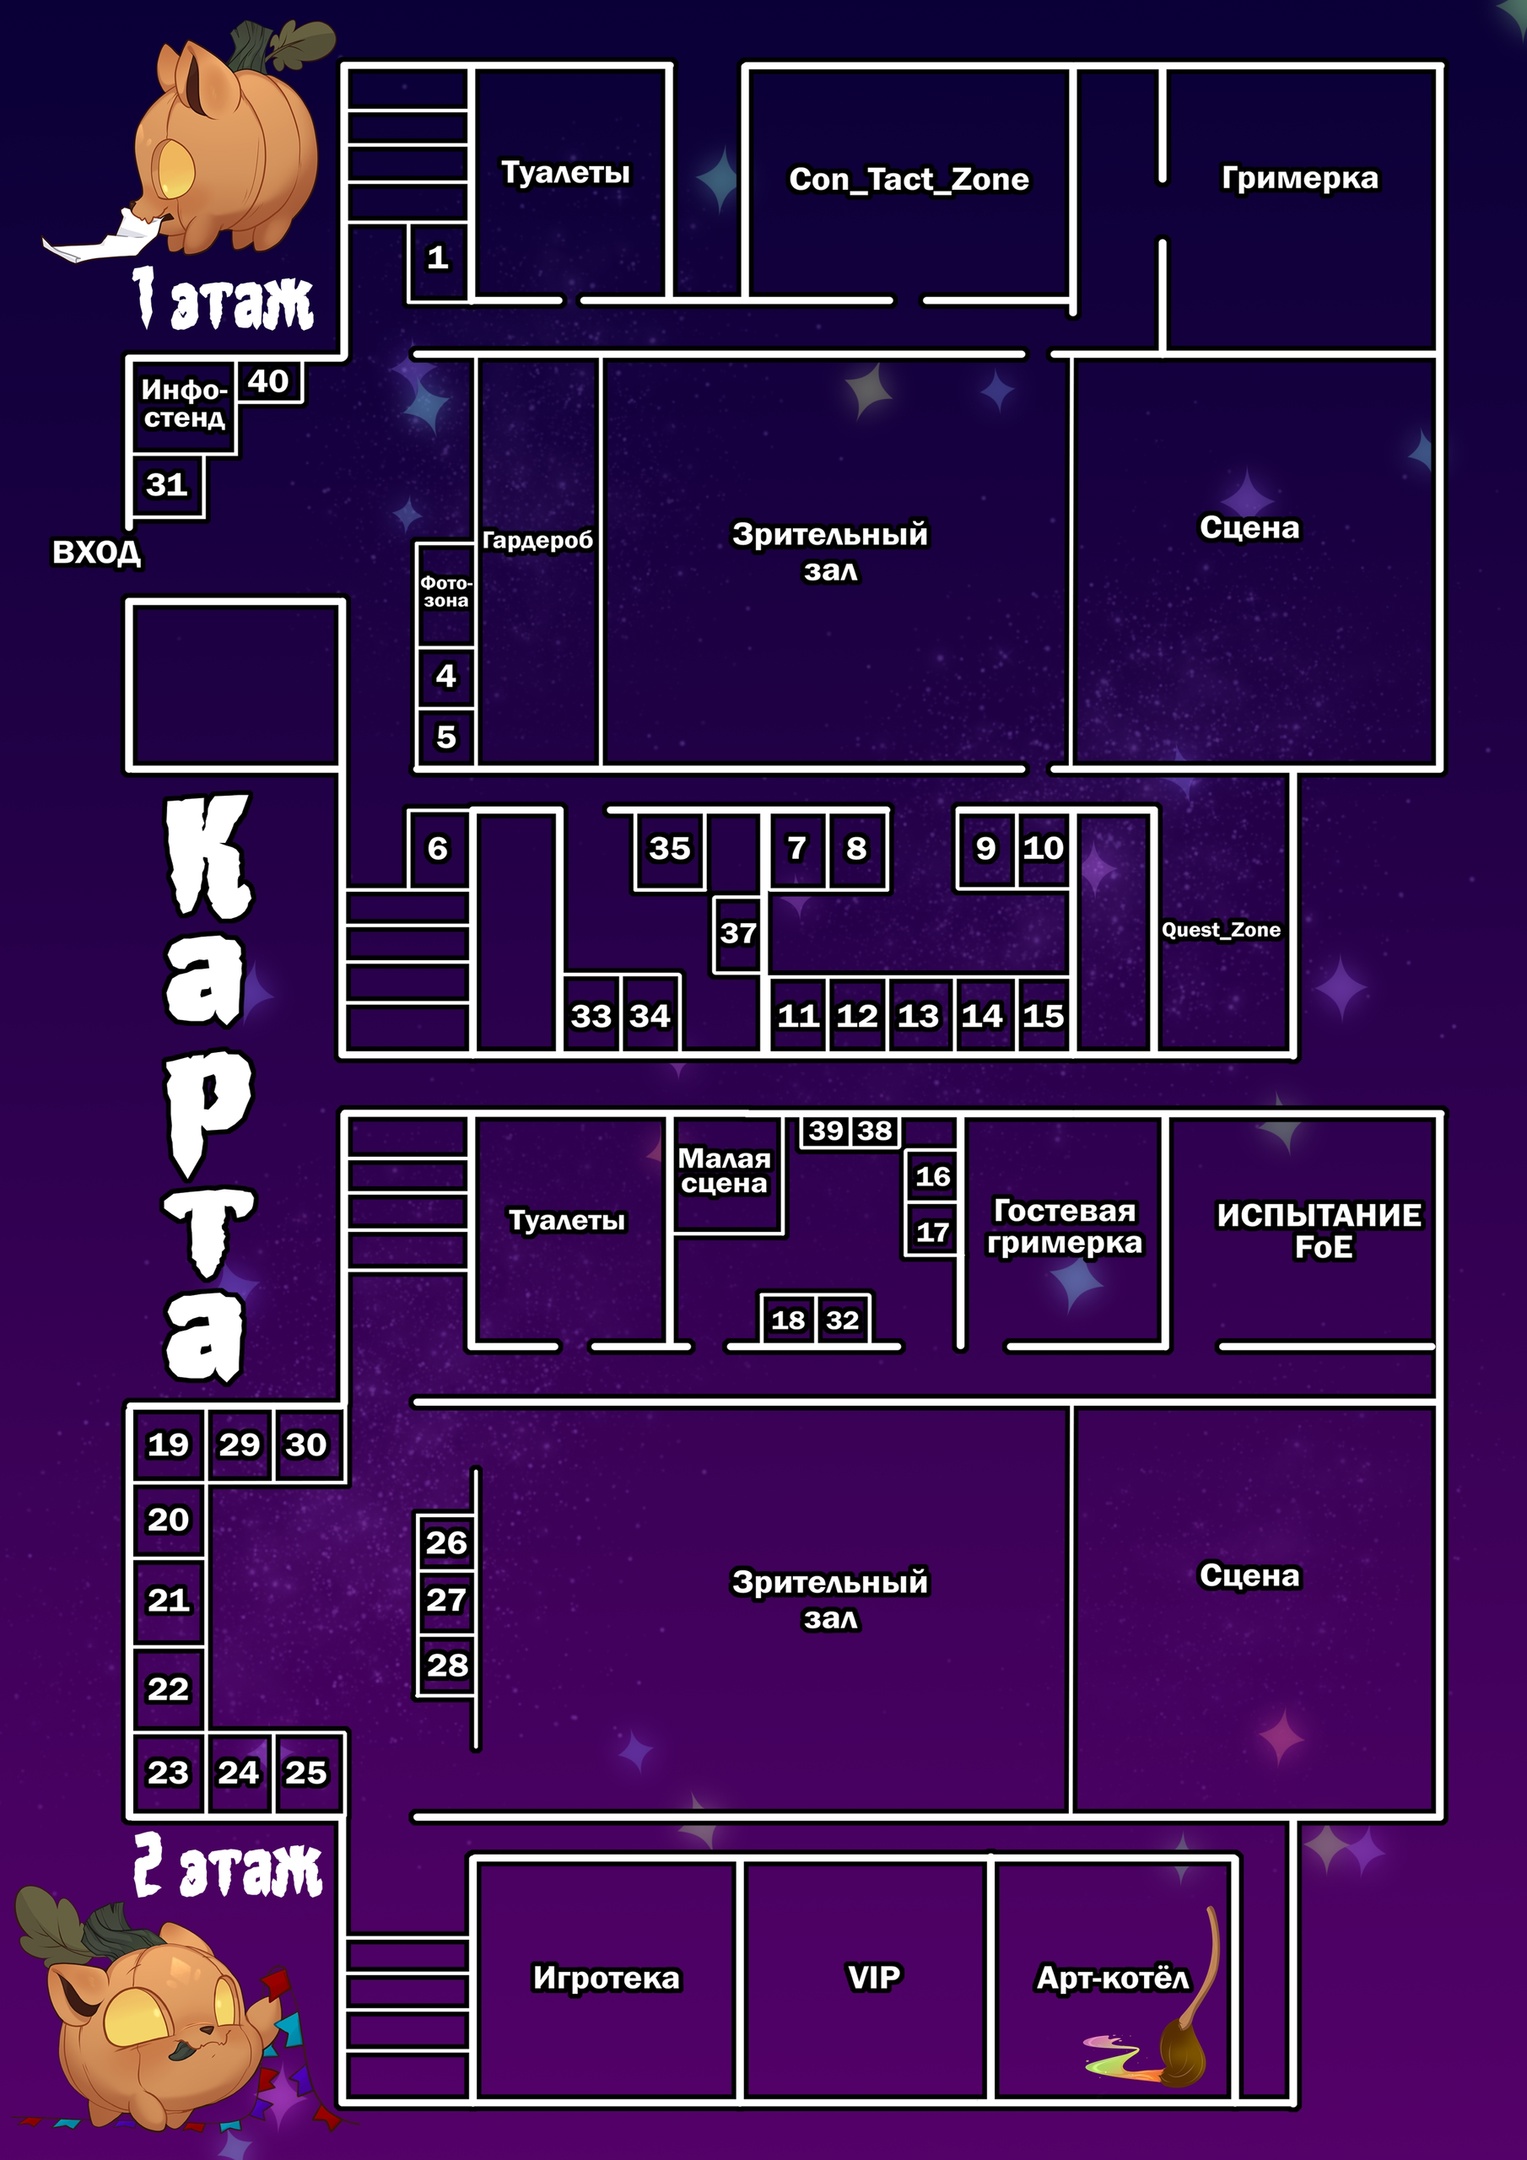 1 этаж
Туалеты
Con_Tact_Zone
Гримерка
1
Инфо-
стенд
40
31
ВХОД
Гардероб
Зрительный
зал
Сцена
Фото-
зона
4
5
Карта
6
35
7
8
9
10
37
Quest_Zone
33
34
11
12
13
14
15
Туалеты
Малая
сцена
39
38
16
17
Гостевая
гримерка
ИСПЫТАНИЕ
FoE
18
32
19
29
30
20
21
22
23
24
25
26
27
28
Зрительный
зал
Сцена
2 этаж
Игротека
VIP
Арт-котёл